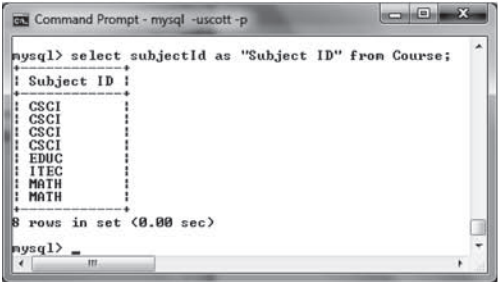 Command Prompt - mysql -uscott -p
mysql> select subjectId as "Subject ID" from Course;
+------------+
| Subject ID |
+------------+
| CSCI |
| CSCI |
| CSCI |
| CSCI |
| EDUC |
| ITEC |
| MATH |
| MATH |
+------------+
8 rows in set (0.00 sec)
mysql> _